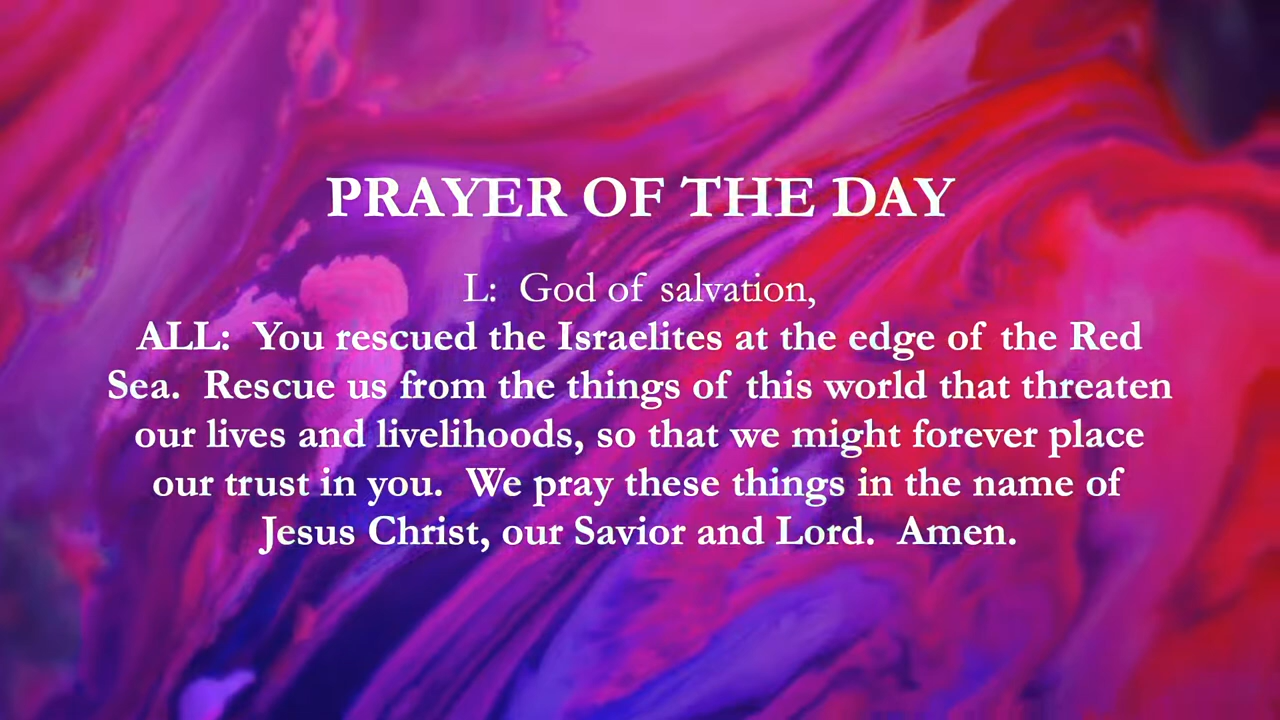 PRAYER OF THE DAY
L:  God of salvation,
ALL:  You rescued the Israelites at the edge of the Red
Sea.  Rescue us from the things of this world that threaten
our lives and livelihoods, so that we might forever place
our trust in you.  We pray these things in the name of
Jesus Christ, our Savior and Lord.  Amen.